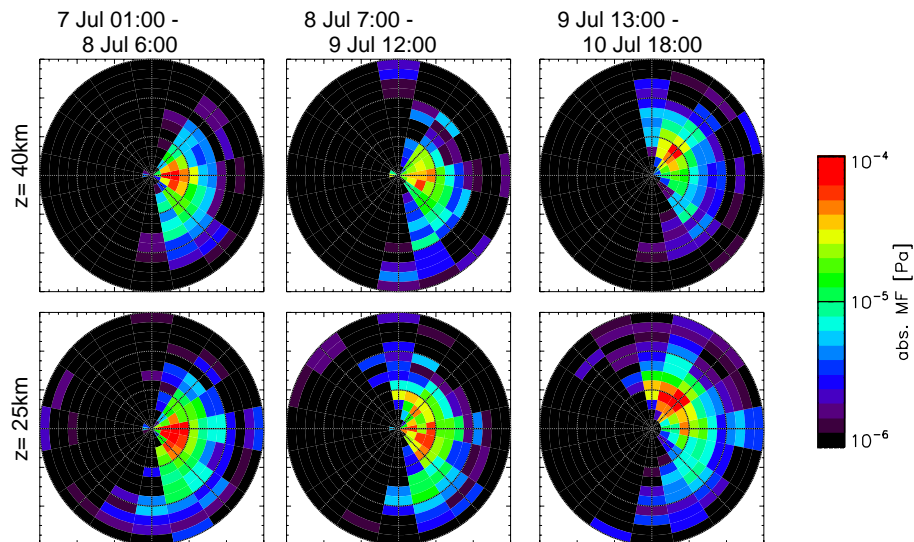 7 Jul 01:00 -
8 Jul 6:00
8 Jul 7:00 -
9 Jul 12:00
9 Jul 13:00 -
10 Jul 18:00
z= 40km
z= 25km
10⁻⁴
10⁻⁵
10⁻⁶
abs. MF [Pa]